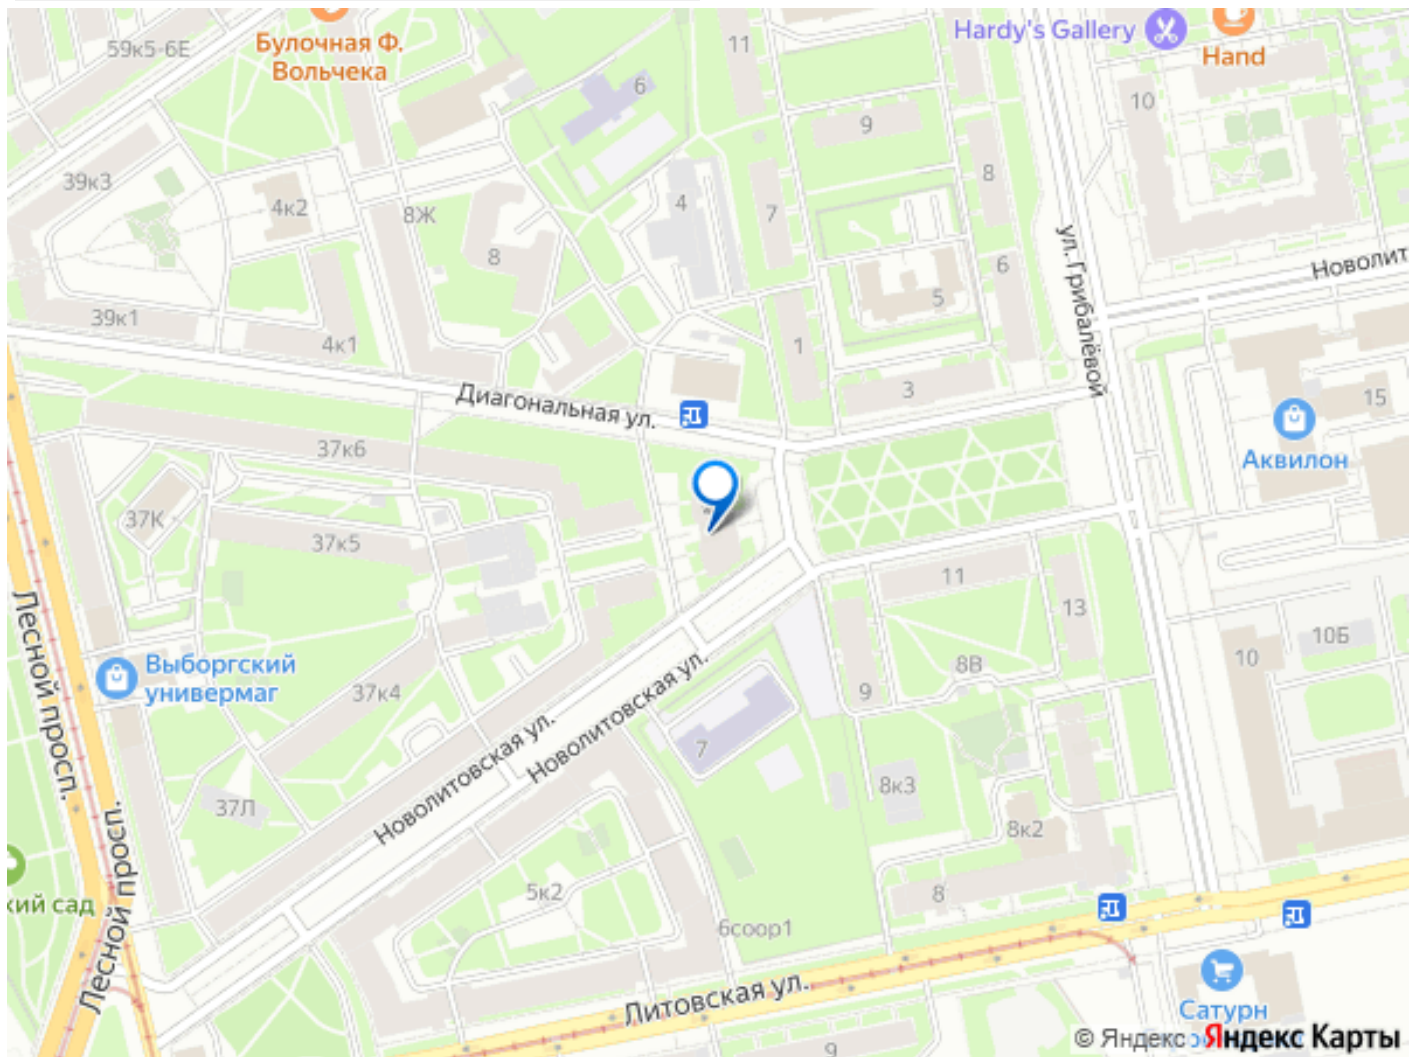 59к5-6Е
Булочная Ф.
Вольчека
11
Hardy's Gallery
Hand
6
10
9
39к3
4к2
8Ж
4
7
8
8
6
5
Новолит
ул. Грибалёвой
39к1
4к1
1
3
15
Диагональная ул.
Аквилон
37к6
37К
37к5
11
13
Лесной просп.
10Б
10
8В
Выборгский
универмаг
37к4
9
Новолитовская ул.
Новолитовская ул.
7
8к3
37Л
8к2
Лесной просп.
5к2
8
кий сад
6соор1
Литовская ул.
Сатурн
9
© Яндекс
Яндекс Карты